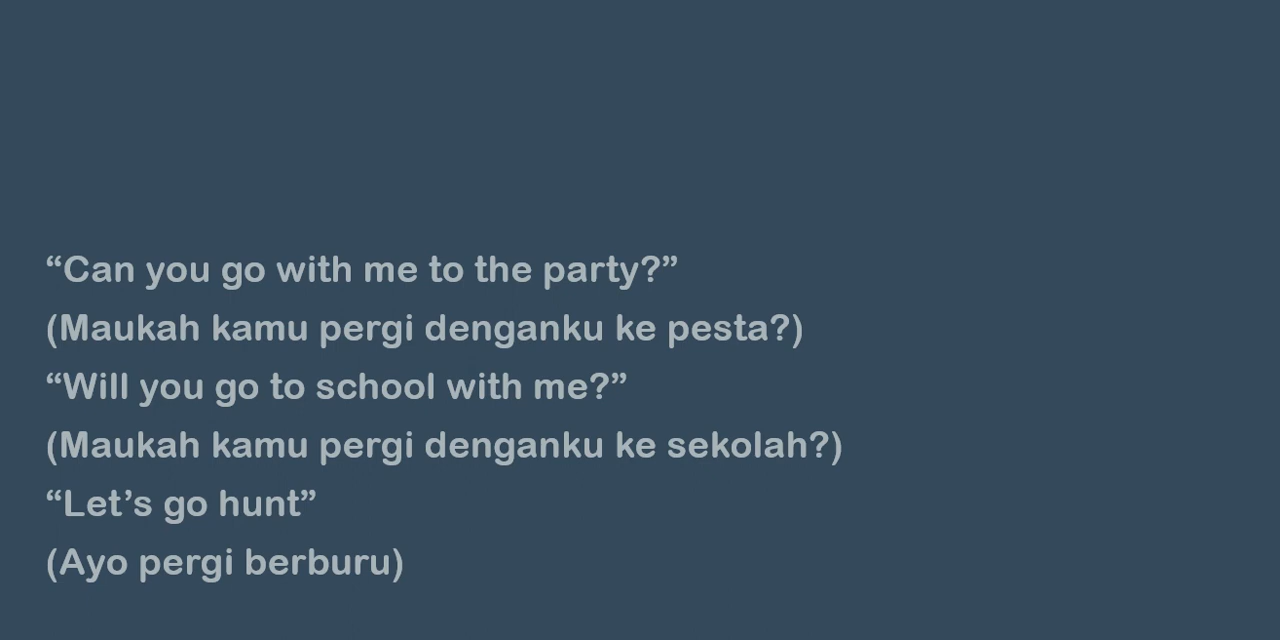 “Can you go with me to the party?”
(Maukah kamu pergi denganku ke pesta?)
“Will you go to school with me?”
(Maukah kamu pergi denganku ke sekolah?)
“Let’s go hunt”
(Ayo pergi berburu)